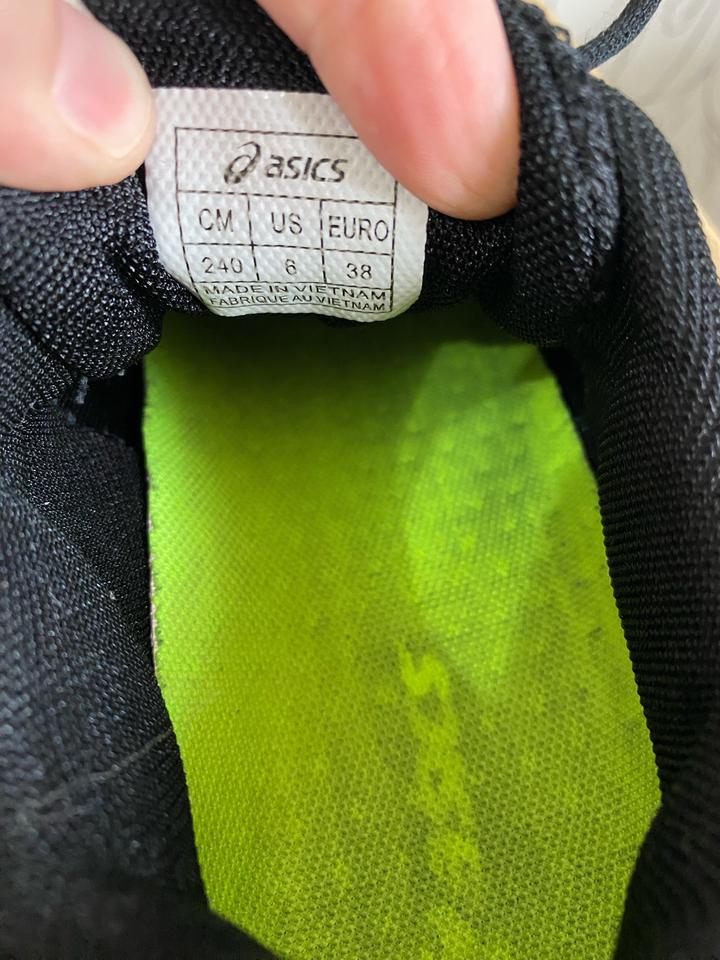 asics
CM US EURO
240 6 38
MADE IN VIETNAM
FABRIQUE AU VIETNAM